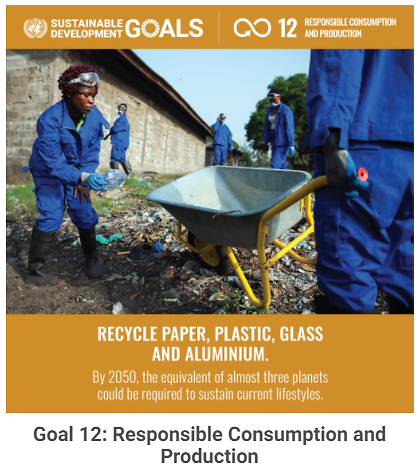 SUSTAINABLE
DEVELOPMENT GOALS
12 RESPONSIBLE CONSUMPTION
AND PRODUCTION
RECYCLE PAPER, PLASTIC, GLASS
AND ALUMINIUM.
By 2050, the equivalent of almost three planets
could be required to sustain current lifestyles.
Goal 12: Responsible Consumption and
Production